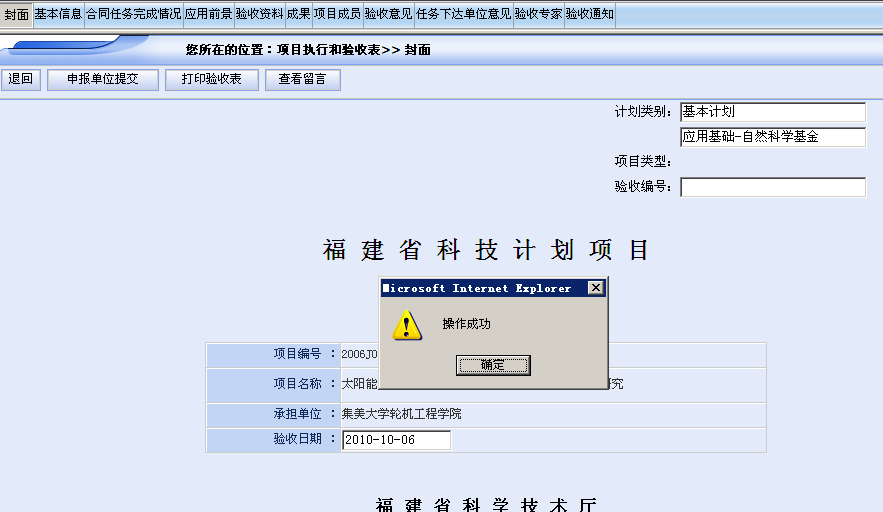 封面 基本信息 合同任务完成情况 应用前景 验收资料 成果 项目成员 验收意见 任务下达单位意见 验收专家 验收通知
您所在的位置：项目执行和验收表>> 封面
退回 申报单位提交 打印验收表 查看留言
计划类别： 基本计划
应用基础-自然科学基金
项目类型：
验收编号：
福建省科技计划项目
Microsoft Internet Explorer
操作成功
确定
项目编号 ： 2006J0
项目名称 ： 太阳能 究
承担单位 ： 集美大学轮机工程学院
验收日期 ： 2010-10-06
福建省科学技术厅